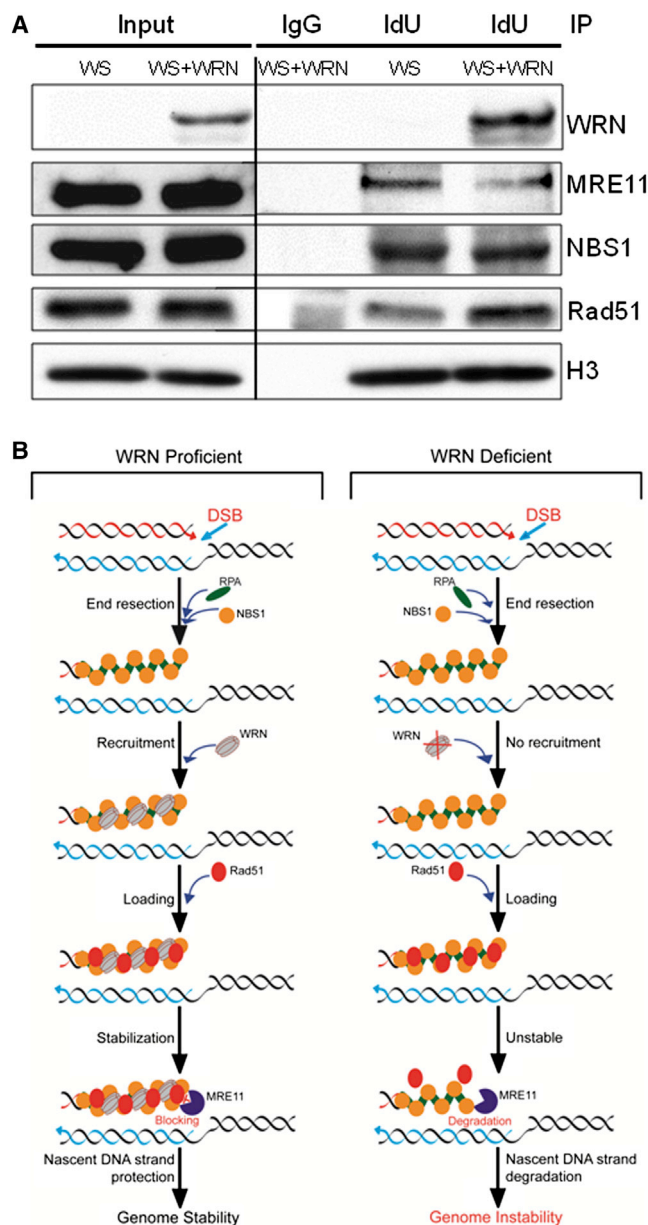 A
Input IgG IdU IdU IP
WS WS+WRN WS+WRN WS WS+WRN
WRN
MRE11
NBS1
Rad51
H3
B
WRN Proficient
DSB
End resection
RPA
NBS1
Recruitment
WRN
Loading
Rad51
Stabilization
MRE11
Blocking
Nascent DNA strand
protection
Genome Stability
WRN Deficient
DSB
RPA
NBS1
End resection
WRN
No recruitment
Rad51
Loading
Unstable
MRE11
Degradation
Nascent DNA strand
degradation
Genome Instability